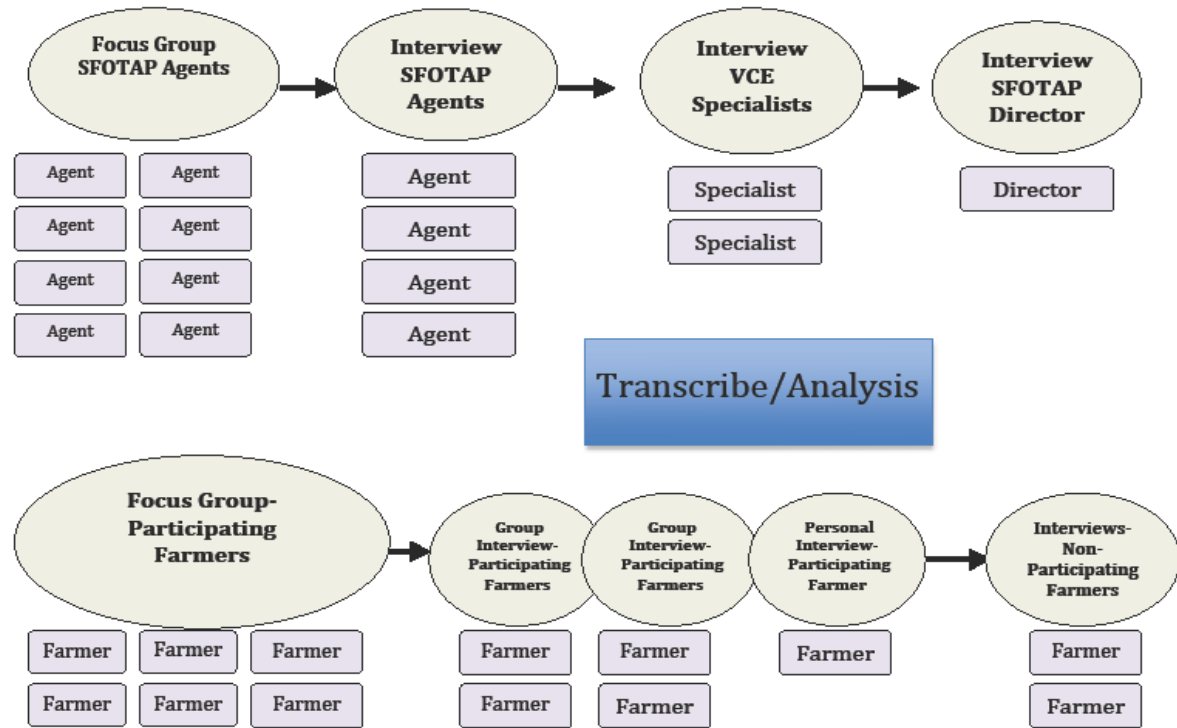 Focus Group
SFOTAP Agents
Interview
SFOTAP
Agents
Interview
VCE
Specialists
Interview
SFOTAP
Director
Agent
Agent
Agent
Agent
Agent
Agent
Agent
Agent
Agent
Agent
Agent
Agent
Specialist
Specialist
Director
Transcribe/Analysis
Focus Group-
Participating
Farmers
Group
Interview-
Participating
Farmers
Group
Interview-
Participating
Farmers
Personal
Interview-
Participating
Farmer
Interviews-
Non-
Participating
Farmers
Farmer
Farmer
Farmer
Farmer
Farmer
Farmer
Farmer
Farmer
Farmer
Farmer
Farmer
Farmer
Farmer